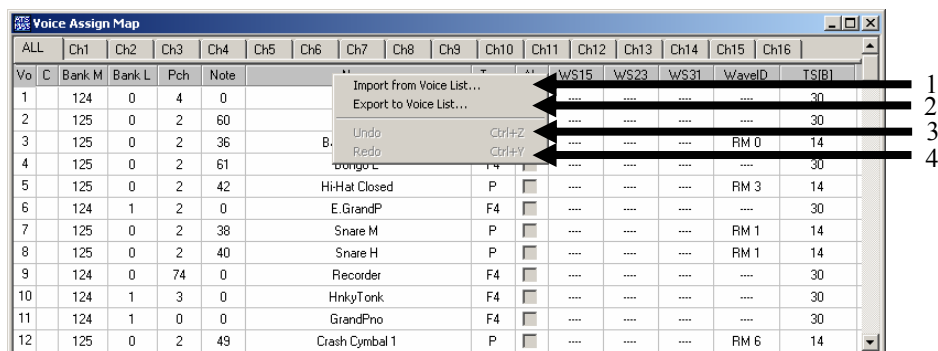 Voice Assign Map
ALL Ch1 Ch2 Ch3 Ch4 Ch5 Ch6 Ch7 Ch8 Ch9 Ch10 Ch11 Ch12 Ch13 Ch14 Ch15 Ch16
Vo C Bank M Bank L Pch Note WS15 WS23 WS31 WaveID TS[B]
Import from Voice List... 1
Export to Voice List... 2
Undo Ctrl+Z 3
Redo Ctrl+Y 4
1 124 0 4 0 ---- ---- ---- ---- 30
2 125 0 2 60 ---- ---- ---- ---- 30
3 125 0 2 36 ---- ---- ---- RM 0 14
4 125 0 2 61 Bongo L F4 ---- ---- ---- ---- 30
5 125 0 2 42 Hi-Hat Closed P ---- ---- ---- RM 3 14
6 124 1 2 0 E.GrandP F4 ---- ---- ---- ---- 30
7 125 0 2 38 Snare M P ---- ---- ---- RM 1 14
8 125 0 2 40 Snare H P ---- ---- ---- RM 1 14
9 124 0 74 0 Recorder F4 ---- ---- ---- ---- 30
10 124 1 3 0 HnkyTonk F4 ---- ---- ---- ---- 30
11 124 1 0 0 GrandPno F4 ---- ---- ---- ---- 30
12 125 0 2 49 Crash Cymbal 1 P ---- ---- ---- RM 6 14